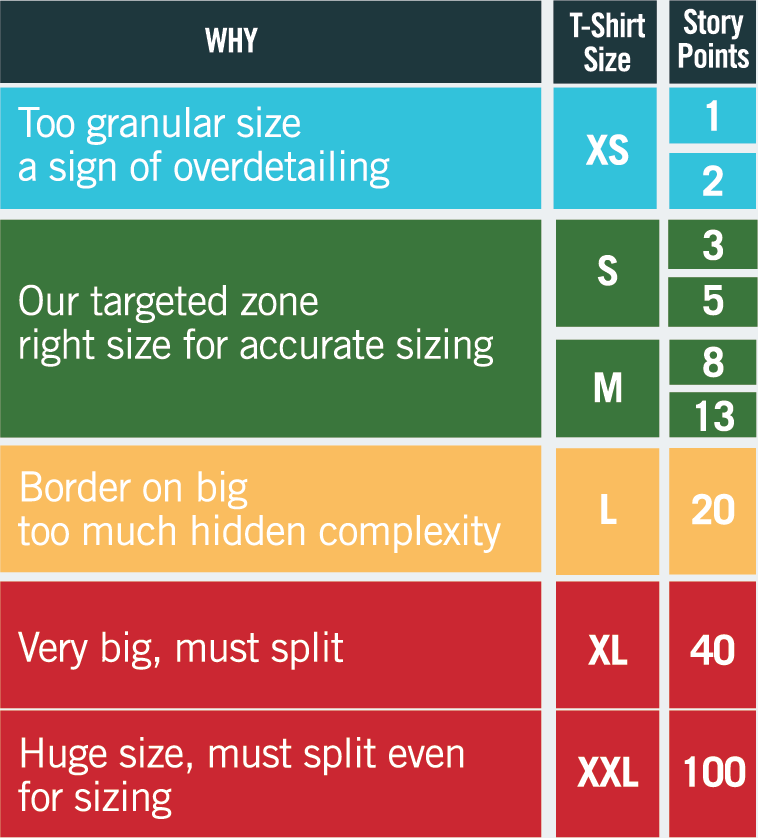 WHY
T-Shirt
Size
Story
Points
Too granular size
a sign of overdetailing
XS
1
2
Our targeted zone
right size for accurate sizing
S
3
5
M
8
13
Border on big
too much hidden complexity
L
20
Very big, must split
XL
40
Huge size, must split even
for sizing
XXL
100